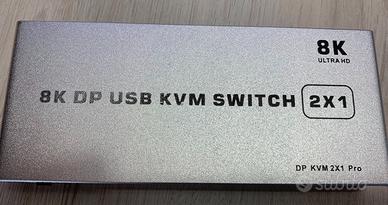 8K
ULTRA HD
8K DP USB KVM SWITCH 2X1
DP KVM 2X1 Pro
subito